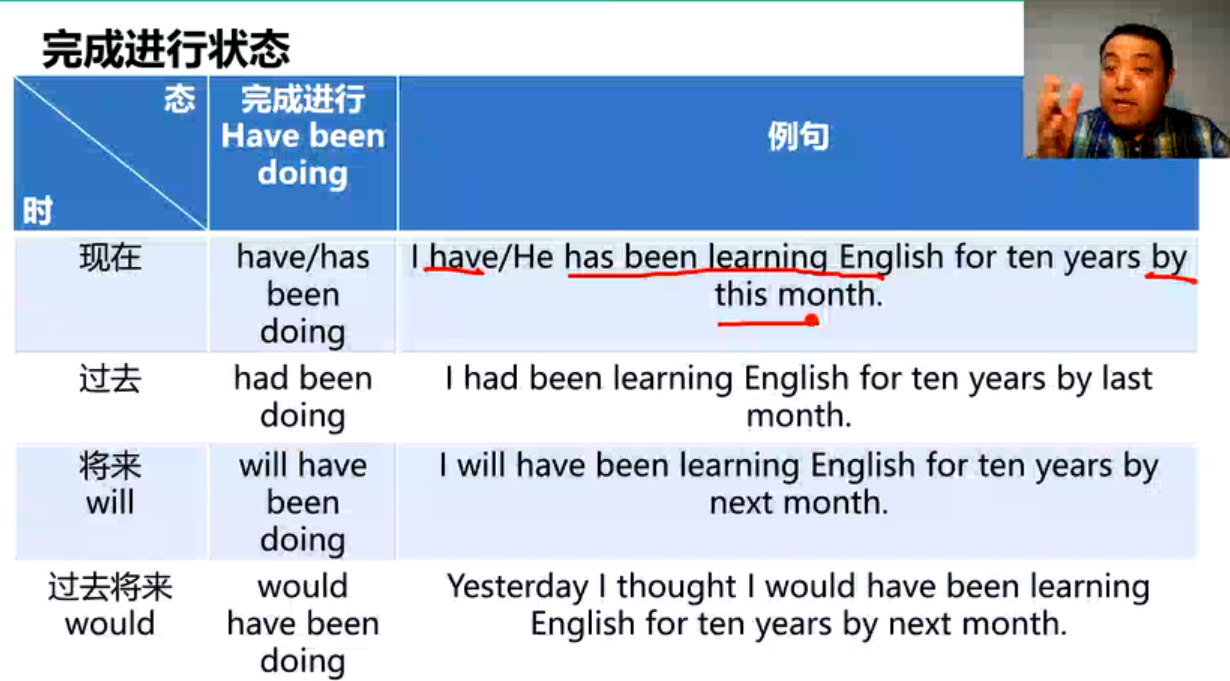 完成进行状态
态
时
完成进行
Have been
doing
例句
现在
have/has
been
doing
I have/He has been learning English for ten years by
this month.
过去
had been
doing
I had been learning English for ten years by last
month.
将来
will
will have
been
doing
I will have been learning English for ten years by
next month.
过去将来
would
would
have been
doing
Yesterday I thought I would have been learning
English for ten years by next month.